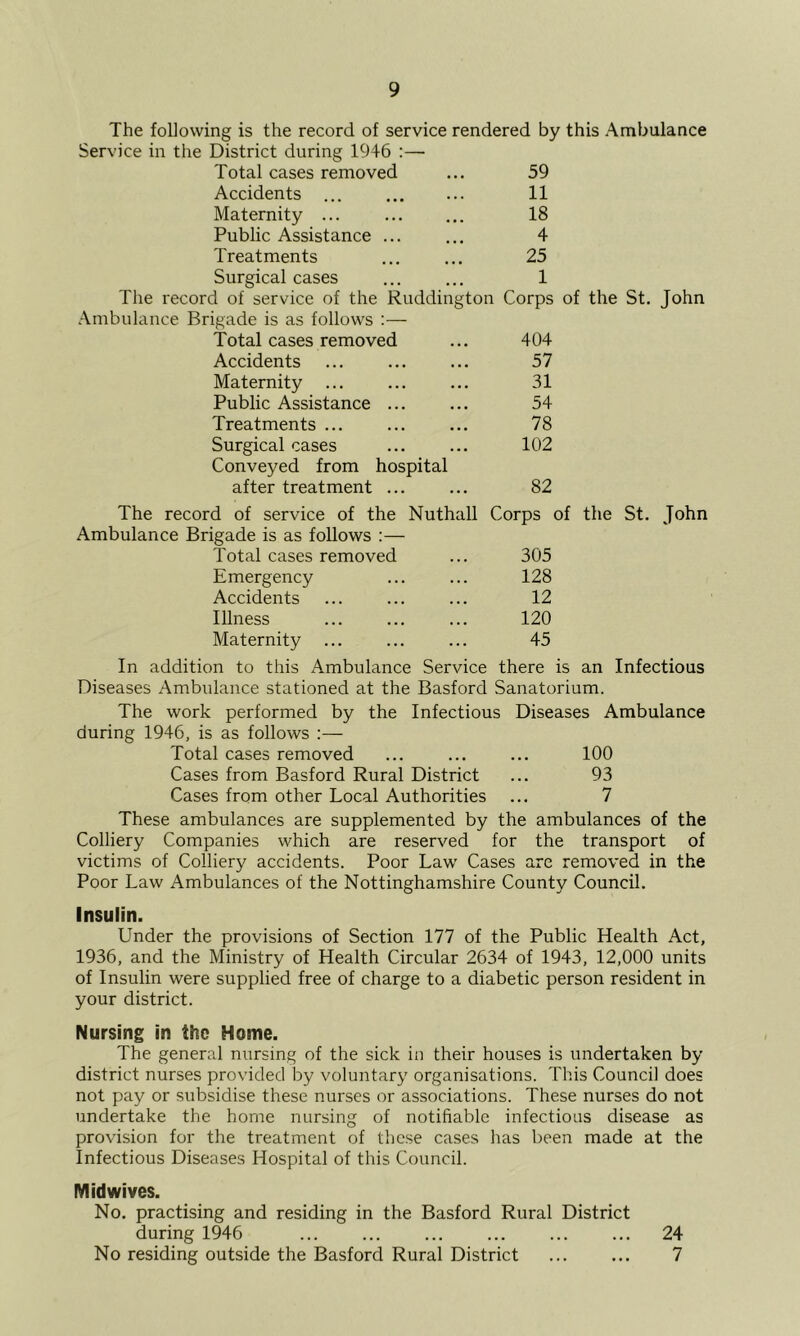 9
The following is the record of service rendered by this Ambulance
Service in the District during 1946 :—
Total cases removed ... 59
Accidents ... ... ... 11
Maternity ... ... ... 18
Public Assistance ... ... 4
Treatments ... ... 25
Surgical cases ... ... 1
The record of service of the Ruddington Corps of the St. John
Ambulance Brigade is as follows :—
Total cases removed ... 404
Accidents ... ... ... 57
Maternity ... ... ... 31
Public Assistance ... ... 54
Treatments ... ... ... 78
Surgical cases ... ... 102
Conveyed from hospital
after treatment ... ... 82
The record of service of the Nuthall Corps of the St. John
Ambulance Brigade is as follows :—
Total cases removed ... 305
Emergency ... ... 128
Accidents ... ... ... 12
Illness ... ... ... 120
Maternity ... ... ... 45
In addition to this Ambulance Service there is an Infectious
Diseases Ambulance stationed at the Basford Sanatorium.
The work performed by the Infectious Diseases Ambulance
during 1946, is as follows :—
Total cases removed ... ... ... 100
Cases from Basford Rural District ... 93
Cases from other Local Authorities ... 7
These ambulances are supplemented by the ambulances of the
Colliery Companies which are reserved for the transport of
victims of Colliery accidents. Poor Law Cases are removed in the
Poor Law Ambulances of the Nottinghamshire County Council.
Insulin.
Under the provisions of Section 177 of the Public Health Act,
1936, and the Ministry of Health Circular 2634 of 1943, 12,000 units
of Insulin were supplied free of charge to a diabetic person resident in
your district.
Nursing in the Home.
The general nursing of the sick in their houses is undertaken by
district nurses provided by voluntary organisations. This Council does
not pay or subsidise these nurses or associations. These nurses do not
undertake the home nursing of notifiable infectious disease as
provision for the treatment of these cases has been made at the
Infectious Diseases Hospital of this Council.
Midwives.
No. practising and residing in the Basford Rural District
during 1946 ... ... ... ... ... ... 24
No residing outside the Basford Rural District ... ... 7